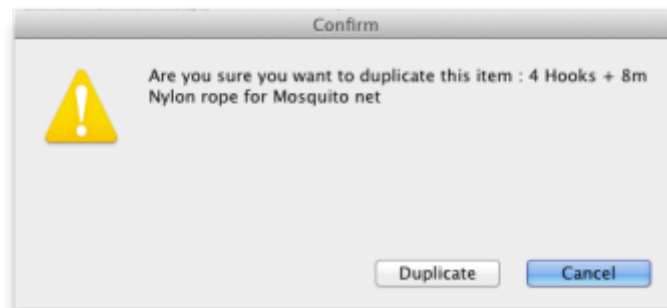 Confirm
Are you sure you want to duplicate this item : 4 Hooks + 8m
Nylon rope for Mosquito net
Duplicate
Cancel